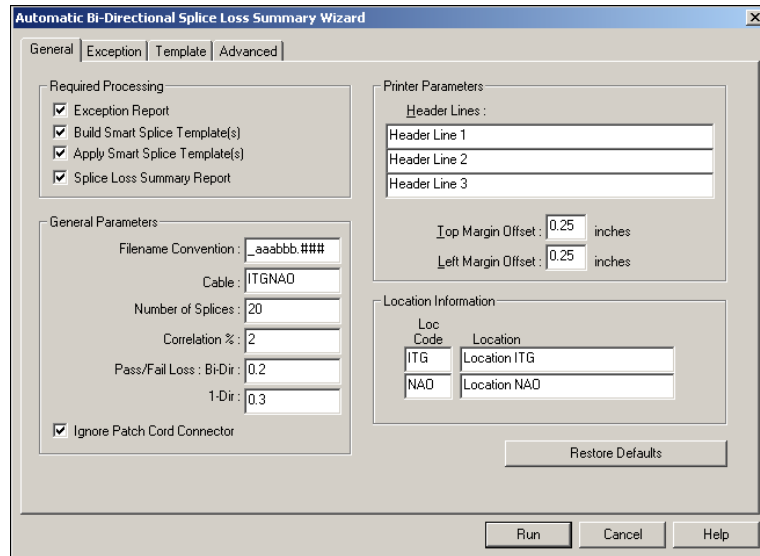 Automatic Bi-Directional Splice Loss Summary Wizard
General
Exception
Template
Advanced
Required Processing
Exception Report
Build Smart Splice Template(s)
Apply Smart Splice Template(s)
Splice Loss Summary Report
General Parameters
Filename Convention : _aaabbb.###
Cable : ITGNAO
Number of Splices : 20
Correlation % : 2
Pass/Fail Loss : Bi-Dir : 0.2
1-Dir : 0.3
Ignore Patch Cord Connector
Printer Parameters
Header Lines :
Header Line 1
Header Line 2
Header Line 3
Top Margin Offset : 0.25 inches
Left Margin Offset : 0.25 inches
Location Information
Loc
Code Location
ITG Location ITG
NAO Location NAO
Restore Defaults
Run
Cancel
Help